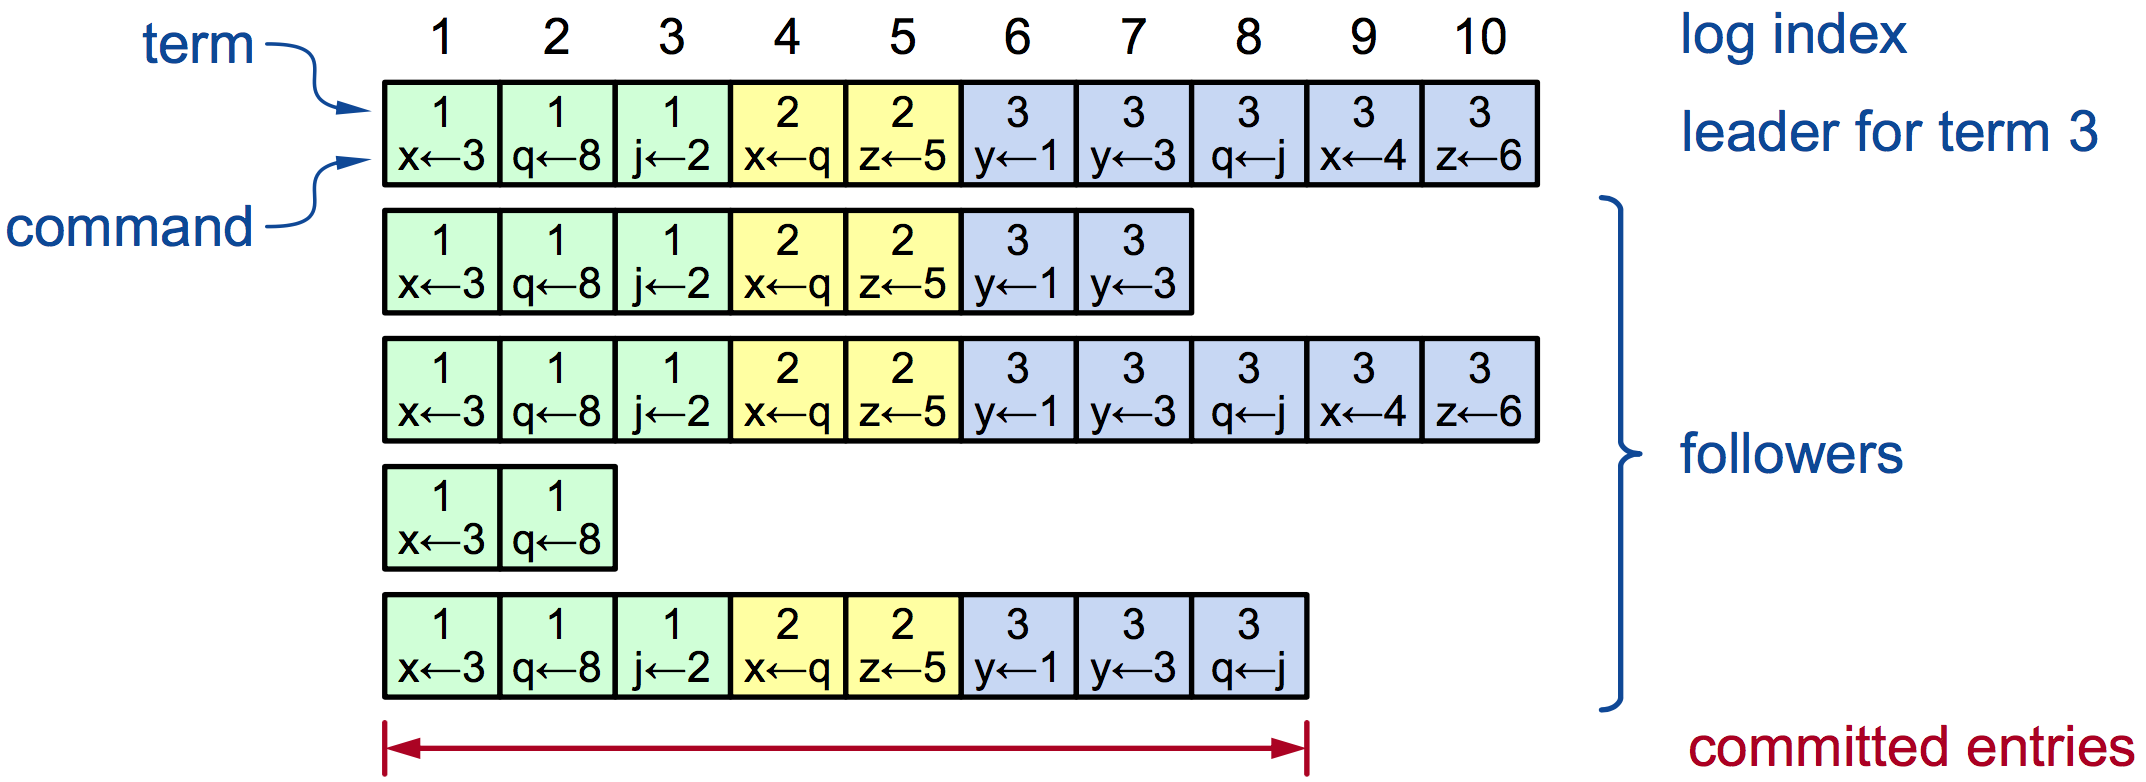 1 2 3 4 5 6 7 8 9 10 log index
term
1 1 1 2 2 3 3 3 3 3
x←3 q←8 j←2 x←q z←5 y←1 y←3 q←j x←4 z←6
leader for term 3
command
1 1 1 2 2 3 3
x←3 q←8 j←2 x←q z←5 y←1 y←3
1 1 1 2 2 3 3 3 3 3
x←3 q←8 j←2 x←q z←5 y←1 y←3 q←j x←4 z←6
followers
1 1
x←3 q←8
1 1 1 2 2 3 3 3
x←3 q←8 j←2 x←q z←5 y←1 y←3 q←j
committed entries